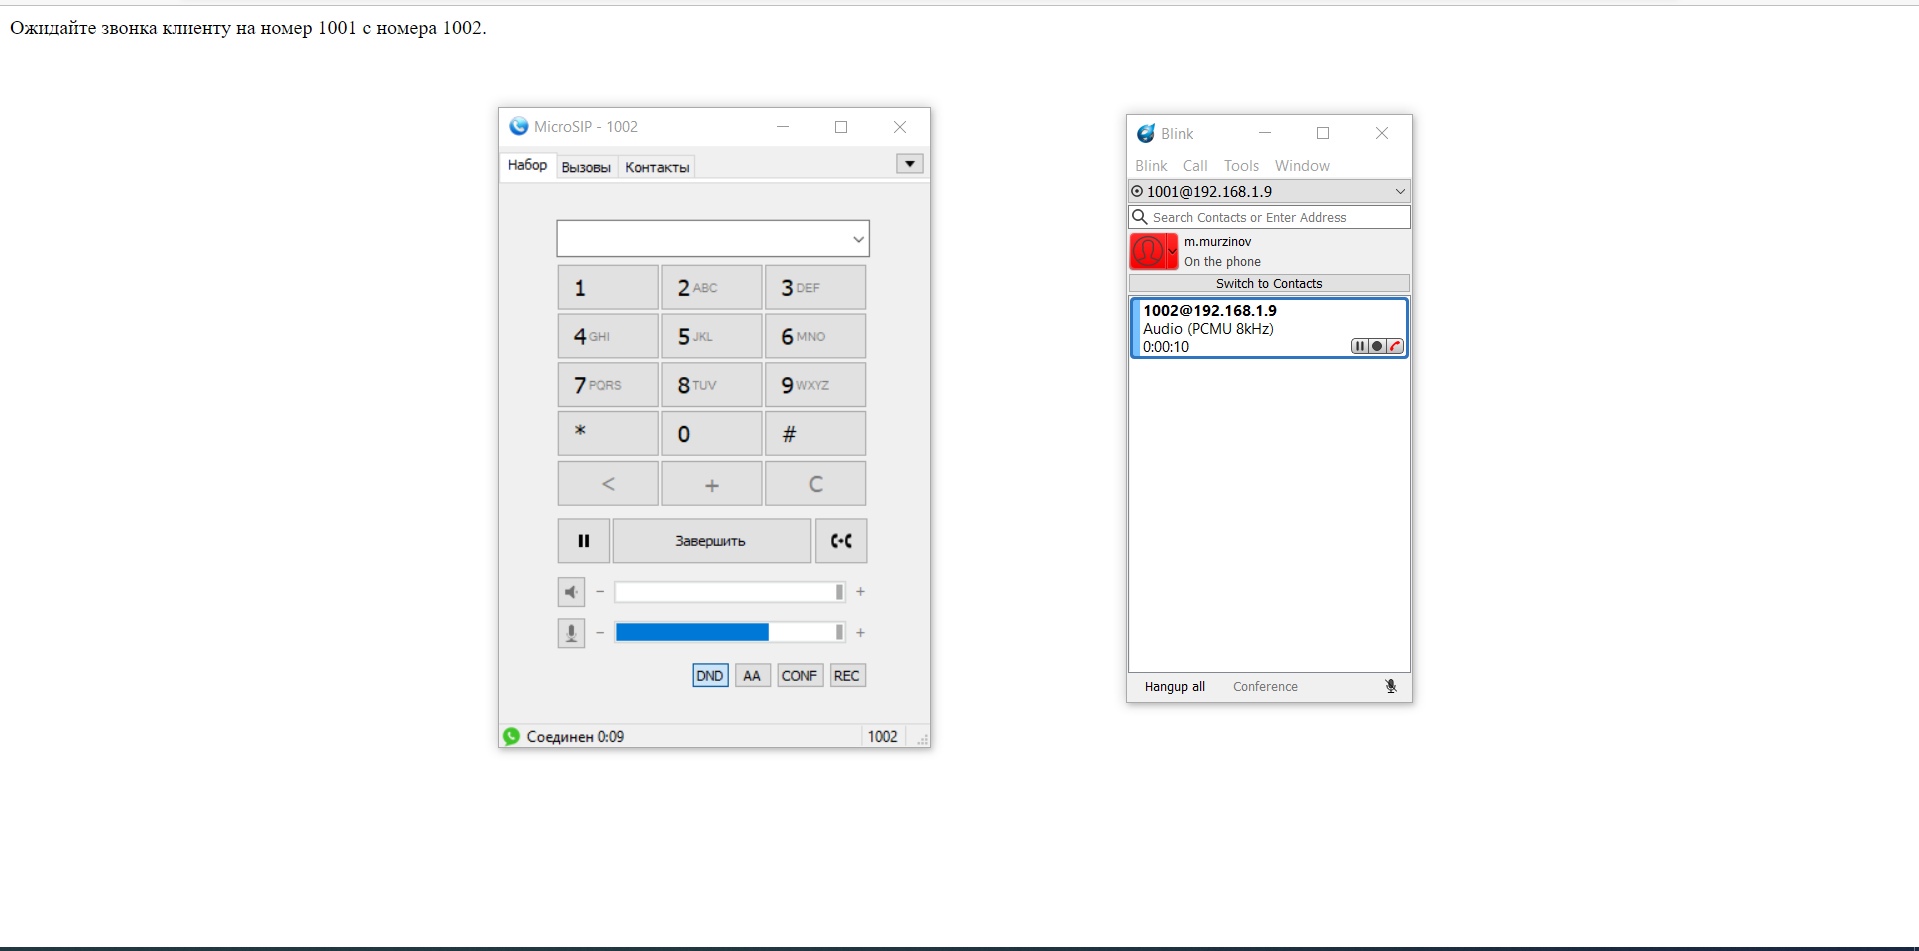 Ожидайте звонка клиенту на номер 1001 с номера 1002.
MicroSIP - 1002
Набор Вызовы Контакты
1 2 ABC 3 DEF
4 GHI 5 JKL 6 MNO
7 PQRS 8 TUV 9 WXYZ
* 0 #
< + C
Завершить
− +
− +
DND AA CONF REC
Соединен 0:09 1002
Blink
Blink Call Tools Window
1001@192.168.1.9
Search Contacts or Enter Address
m.murzinov
On the phone
Switch to Contacts
1002@192.168.1.9
Audio (PCMU 8kHz)
0:00:10
Hangup all Conference